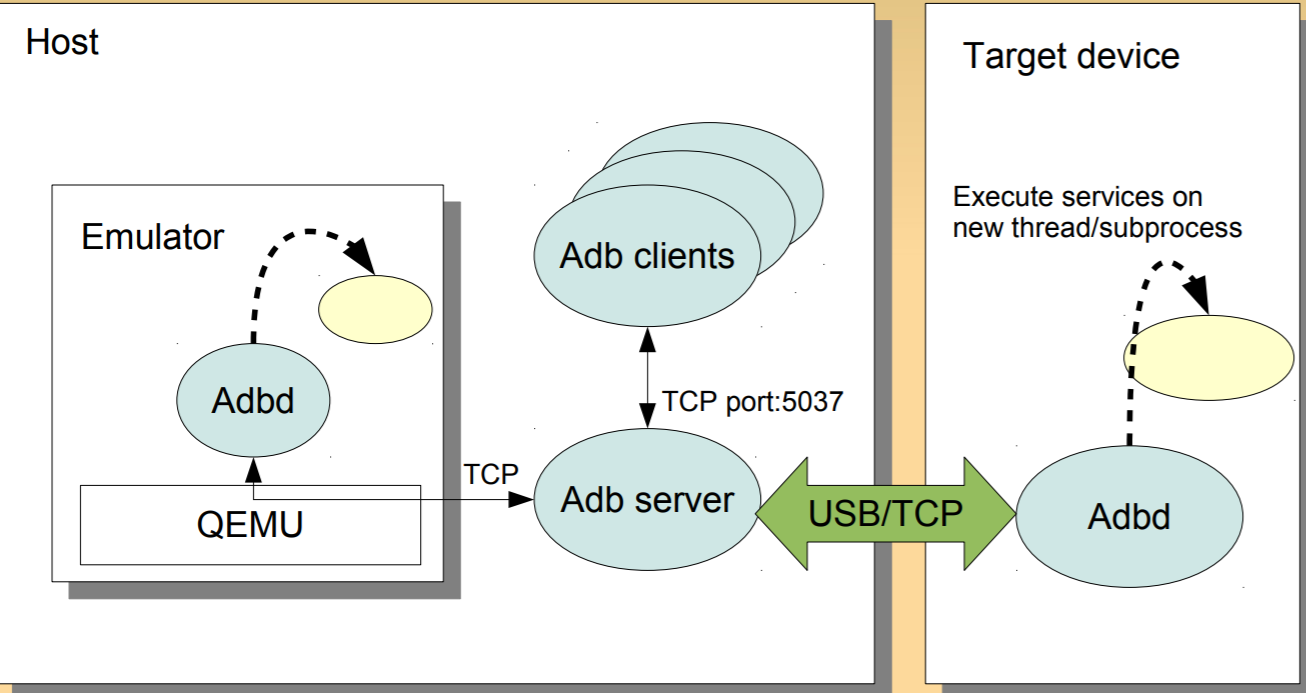 Host
Target device
Execute services on
new thread/subprocess
Emulator
Adb clients
Adbd
TCP port:5037
TCP
QEMU
Adb server
USB/TCP
Adbd